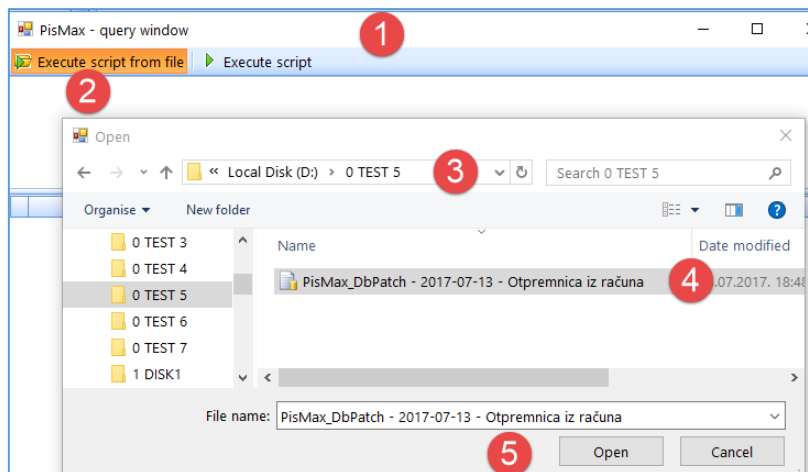 PisMax - query window
1
Execute script from file
Execute script
2
Open
« Local Disk (D:) › 0 TEST 5
3
Search 0 TEST 5
Organise
New folder
?
0 TEST 3
0 TEST 4
0 TEST 5
0 TEST 6
0 TEST 7
1 DISK1
Name
Date modified
PisMax_DbPatch - 2017-07-13 - Otpremnica iz računa
4
.07.2017. 18:48
File name:
PisMax_DbPatch - 2017-07-13 - Otpremnica iz računa
5
Open
Cancel